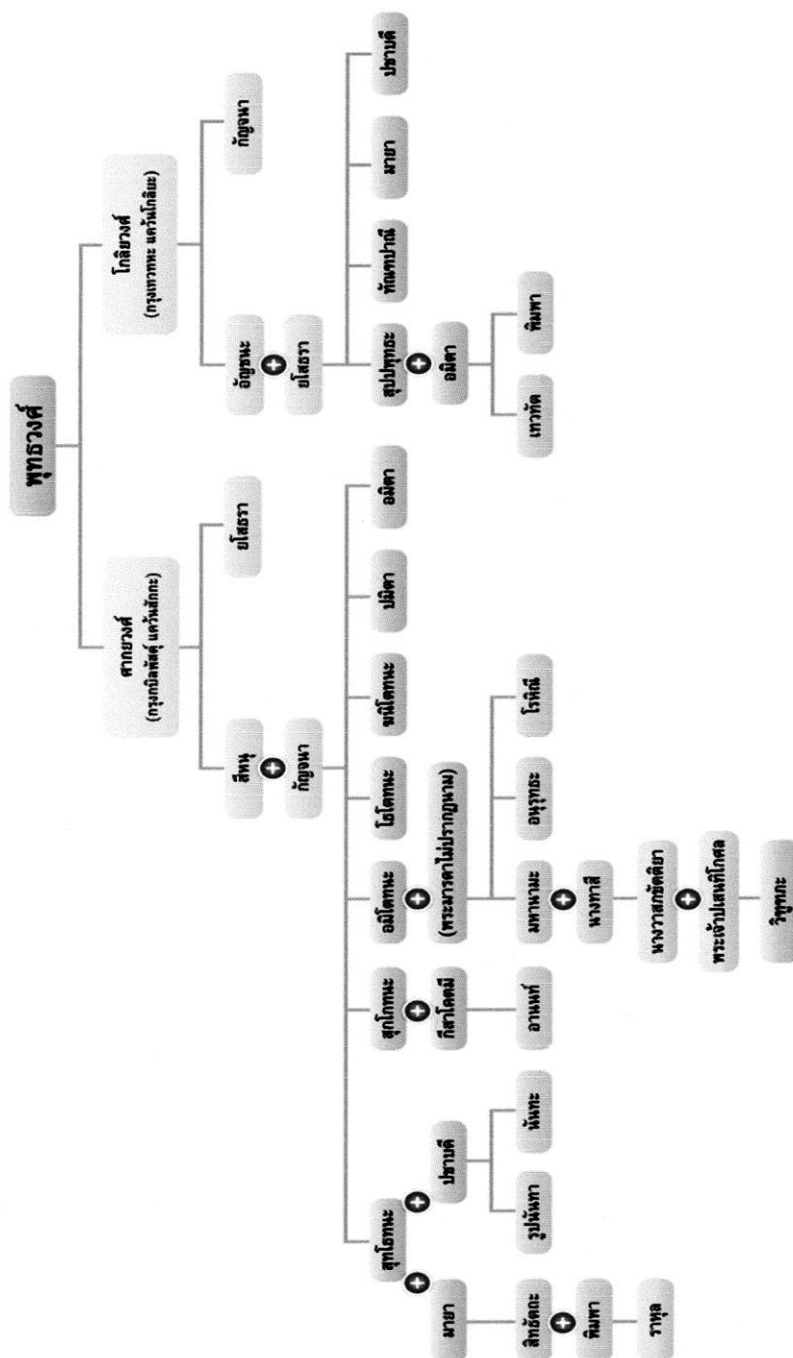 พุทธวงศ์
ศากยวงศ์
(กรุงกบิลพัสดุ์ แคว้นสักกะ)
โกลิยวงศ์
(กรุงเทวทหะ แคว้นโกลิยะ)
สีหนุ
กัญจนา
ยโสธรา
อัญชนะ
ยโสธรา
กัญจนา
สุทโธทนะ
สุกโกทนะ
กีสาโคตมี
อมิโตทนะ
(พระมารดาไม่ปรากฏนาม)
โธโตทนะ
ฆนิโตทนะ
ปมิตา
อมิตา
สุปปพุทธะ
อมิตา
ทัณฑปาณี
มายา
ปชาบดี
มายา
ปชาบดี
สิทธัตถะ
พิมพา
ราหุล
รูปนันทา
นันทะ
อานนท์
มหานามะ
นางทาสี
นางวาสภขัตติยา
พระเจ้าปเสนทิโกศล
วิฑูฑภะ
อนุรุทธะ
โรหิณี
เทวทัต
พิมพา